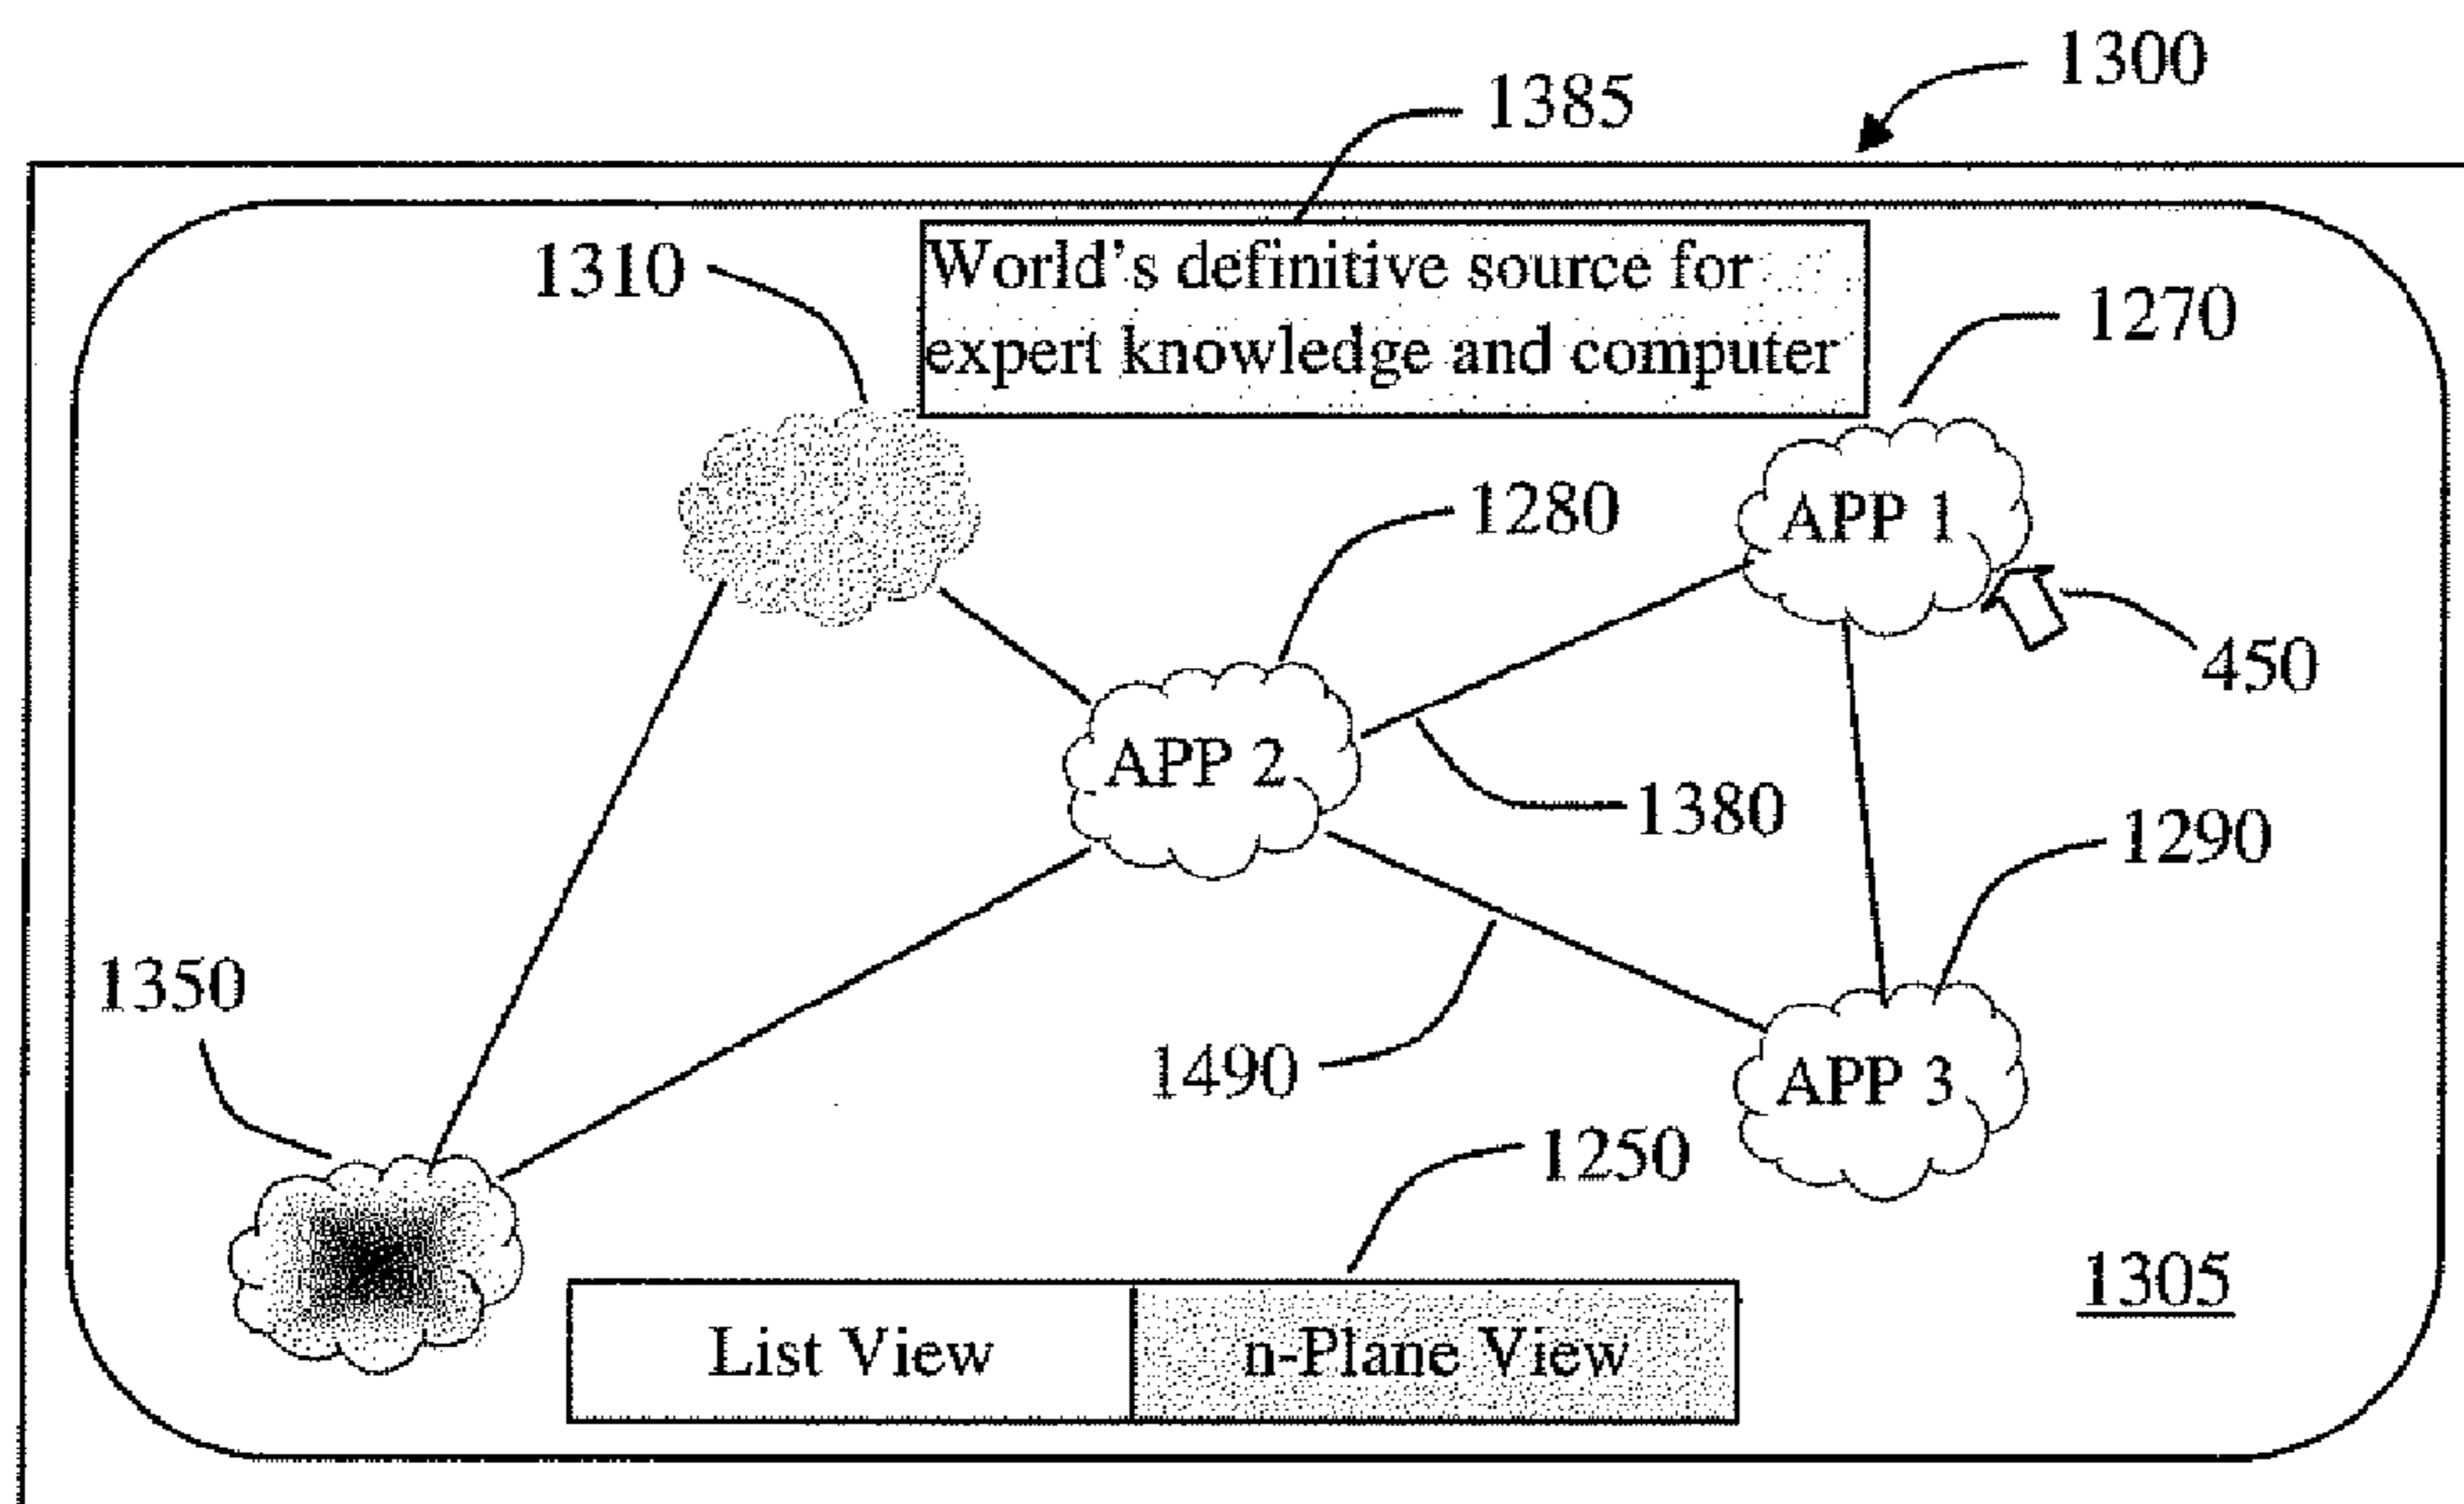 1300
1385
1310
World's definitive source for
expert knowledge and computer
1270
1280
APP 1
450
APP 2
1380
1290
1350
1490
APP 3
1250
1305
List View
n-Plane View